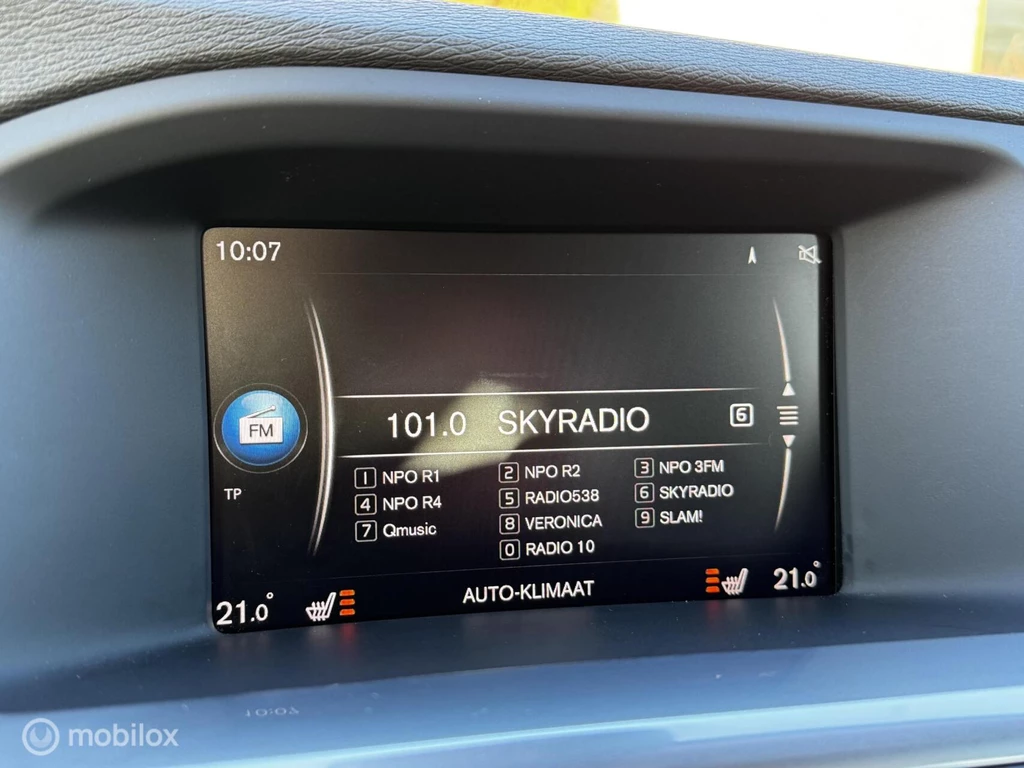 10:07
FM
TP
101.0 SKYRADIO 6
1 NPO R1 2 NPO R2 3 NPO 3FM
4 NPO R4 5 RADIO538 6 SKYRADIO
7 Qmusic 8 VERONICA 9 SLAM!
0 RADIO 10
21.0° AUTO-KLIMAAT 21.0°
10:07
mobilox